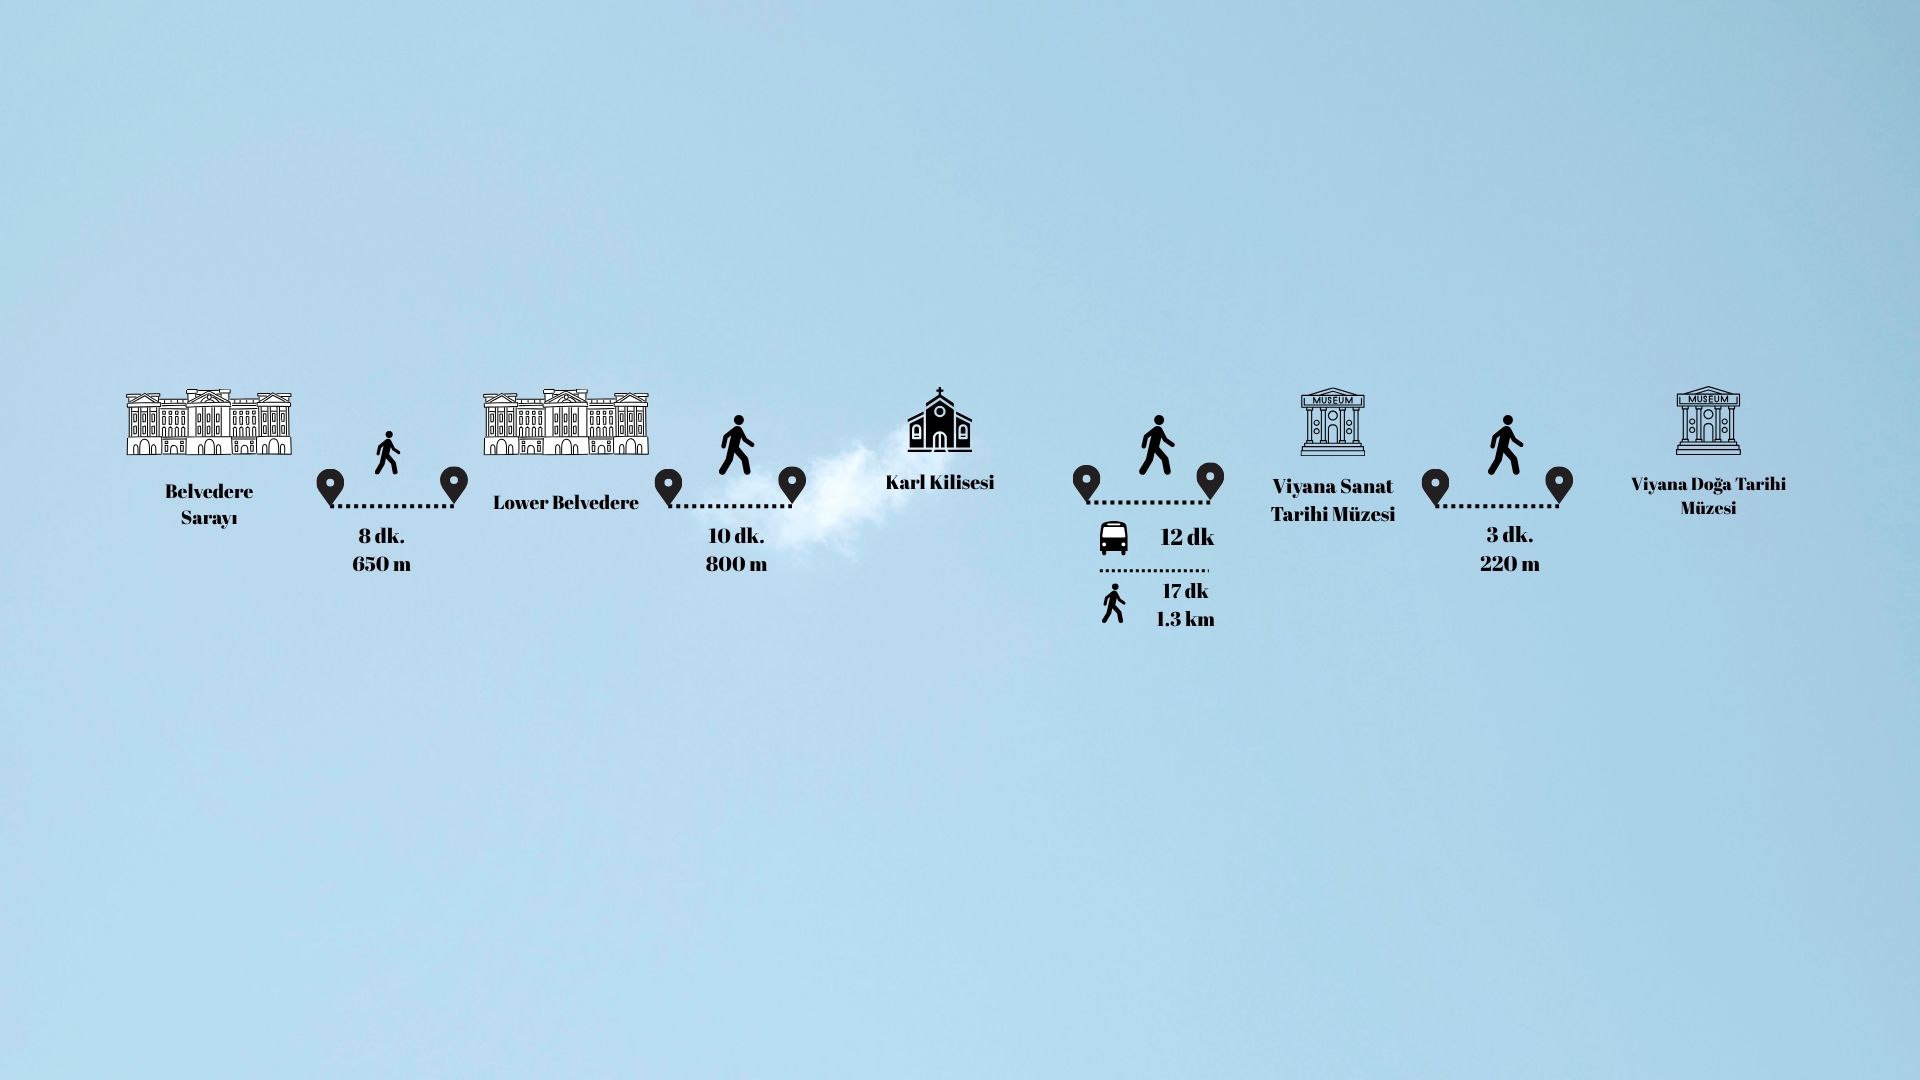 Belvedere
Sarayı
8 dk.
650 m
Lower Belvedere
10 dk.
800 m
Karl Kilisesi
12 dk
17 dk
1.3 km
MUSEUM
Viyana Sanat
Tarihi Müzesi
3 dk.
220 m
MUSEUM
Viyana Doğa Tarihi
Müzesi